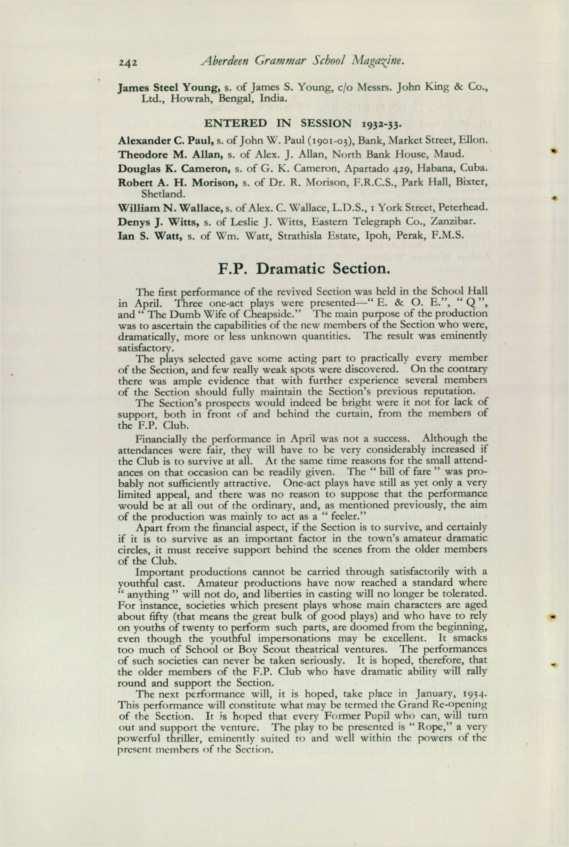 242 Aberdeen Grammar School Magazine.
James Steel Young, s. of James S. Young, c/o Messrs. John King & Co.,
Ltd., Howrah, Bengal, India.
ENTERED IN SESSION 1932-33.
Alexander C. Paul, s. of John W. Paul (1901-03), Bank, Market Street, Ellon.
Theodore M. Allan, s. of Alex. J. Allan, North Bank House, Maud.
Douglas K. Cameron, s. of G. K. Cameron, Apartado 429, Habana, Cuba.
Robert A. H. Morison, s. of Dr. R. Morison, F.R.C.S., Park Hall, Bixter,
Shetland.
William N. Wallace, s. of Alex. C. Wallace, L.D.S., 1 York Street, Peterhead.
Denys J. Witts, s. of Leslie J. Witts, Eastern Telegraph Co., Zanzibar.
Ian S. Watt, s. of Wm. Watt, Strathisla Estate, Ipoh, Perak, F.M.S.
F.P. Dramatic Section.
The first performance of the revived Section was held in the School Hall
in April. Three one-act plays were presented—“ E. & O. E.”, “ Q ”,
and “ The Dumb Wife of Cheapside.” The main purpose of the production
was to ascertain the capabilities of the new members of the Section who were,
dramatically, more or less unknown quantities. The result was eminently
satisfactory.
The plays selected gave some acting part to practically every member
of the Section, and few really weak spots were discovered. On the contrary
there was ample evidence that with further experience several members
of the Section should fully maintain the Section's previous reputation.
The Section's prospects would indeed be bright were it not for lack of
support, both in front of and behind the curtain, from the members of
the F.P. Club.
Financially the performance in April was not a success. Although the
attendances were fair, they will have to be very considerably increased if
the Club is to survive at all. At the same time reasons for the small attend-
ances on that occasion can be readily given. The “ bill of fare ” was pro-
bably not sufficiently attractive. One-act plays have still as yet only a very
limited appeal, and there was no reason to suppose that the performance
would be at all out of the ordinary, and, as mentioned previously, the aim
of the production was mainly to act as a “ feeler.”
Apart from the financial aspect, if the Section is to survive, and certainly
if it is to survive as an important factor in the town's amateur dramatic
circles, it must receive support behind the scenes from the older members
of the Club.
Important productions cannot be carried through satisfactorily with a
youthful cast. Amateur productions have now reached a standard where
“ anything ” will not do, and liberties in casting will no longer be tolerated.
For instance, societies which present plays whose main characters are aged
about fifty (that means the great bulk of good plays) and who have to rely
on youths of twenty to perform such parts, are doomed from the beginning,
even though the youthful impersonations may be excellent. It smacks
too much of School or Boy Scout theatrical ventures. The performances
of such societies can never be taken seriously. It is hoped, therefore, that
the older members of the F.P. Club who have dramatic ability will rally
round and support the Section.
The next performance will, it is hoped, take place in January, 1934.
This performance will constitute what may be termed the Grand Re-opening
of the Section. It is hoped that every Former Pupil who can, will turn
out and support the venture. The play to be presented is “ Rope,” a very
powerful thriller, eminently suited to and well within the powers of the
present members of the Section.